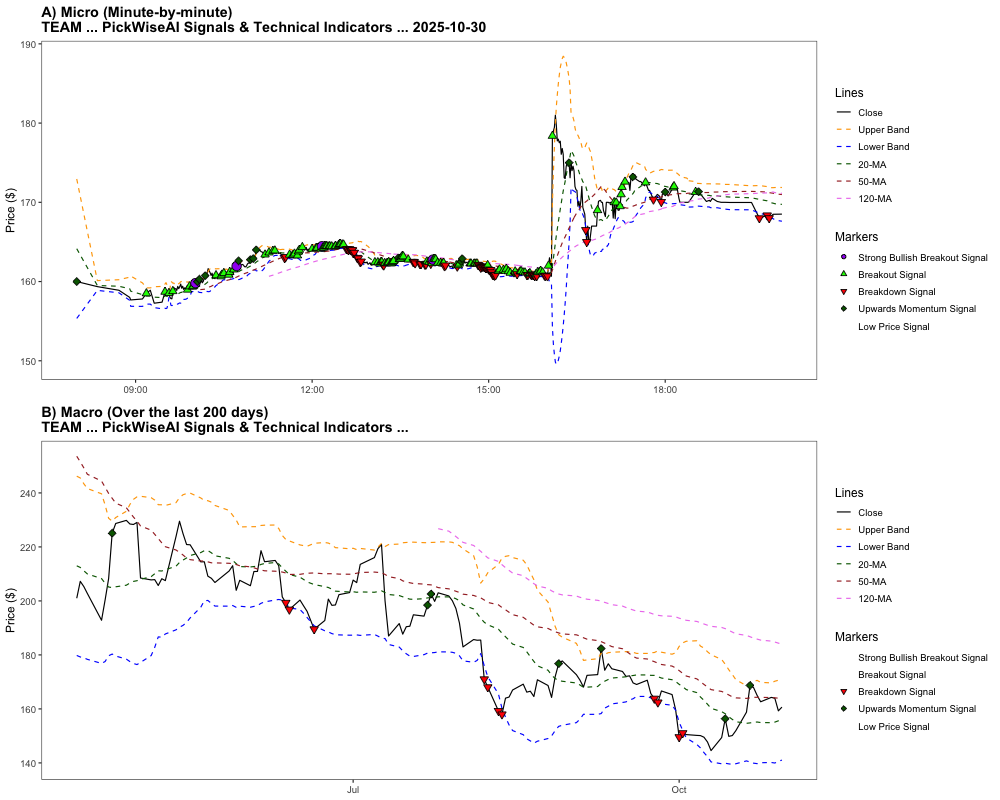 A) Micro (Minute-by-minute)
TEAM ... PickWiseAI Signals & Technical Indicators ... 2025-10-30
190
180
170
160
150
Price ($)
09:00
12:00
15:00
18:00
Lines
Close
Upper Band
Lower Band
20-MA
50-MA
120-MA
Markers
Strong Bullish Breakout Signal
Breakout Signal
Breakdown Signal
Upwards Momentum Signal
Low Price Signal
B) Macro (Over the last 200 days)
TEAM ... PickWiseAI Signals & Technical Indicators ...
240
220
200
180
160
140
Price ($)
Jul
Oct
Lines
Close
Upper Band
Lower Band
20-MA
50-MA
120-MA
Markers
Strong Bullish Breakout Signal
Breakout Signal
Breakdown Signal
Upwards Momentum Signal
Low Price Signal